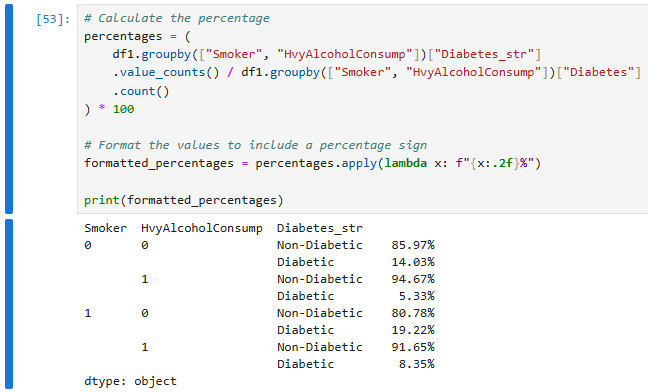 [53]: # Calculate the percentage
percentages = (
    df1.groupby(["Smoker", "HvyAlcoholConsump"])["Diabetes_str"]
    .value_counts() / df1.groupby(["Smoker", "HvyAlcoholConsump"])["Diabetes"]
    .count()
) * 100

# Format the values to include a percentage sign
formatted_percentages = percentages.apply(lambda x: f"{x:.2f}%")

print(formatted_percentages)
Smoker  HvyAlcoholConsump  Diabetes_str
0       0                  Non-Diabetic    85.97%
                           Diabetic        14.03%
        1                  Non-Diabetic    94.67%
                           Diabetic         5.33%
1       0                  Non-Diabetic    80.78%
                           Diabetic        19.22%
        1                  Non-Diabetic    91.65%
                           Diabetic         8.35%
dtype: object